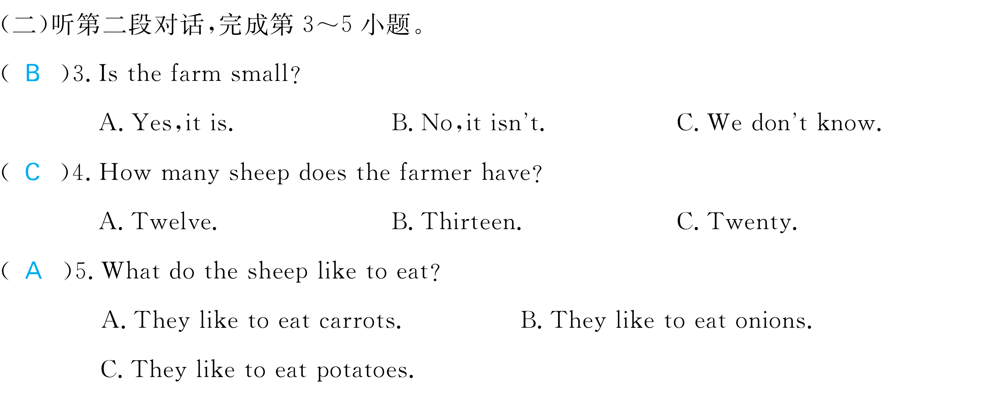 (二)听第二段对话,完成第 3～5 小题。
( B )3. Is the farm small?
A. Yes,it is. B. No,it isn't. C. We don't know.
( C )4. How many sheep does the farmer have?
A. Twelve. B. Thirteen. C. Twenty.
( A )5. What do the sheep like to eat?
A. They like to eat carrots. B. They like to eat onions.
C. They like to eat potatoes.